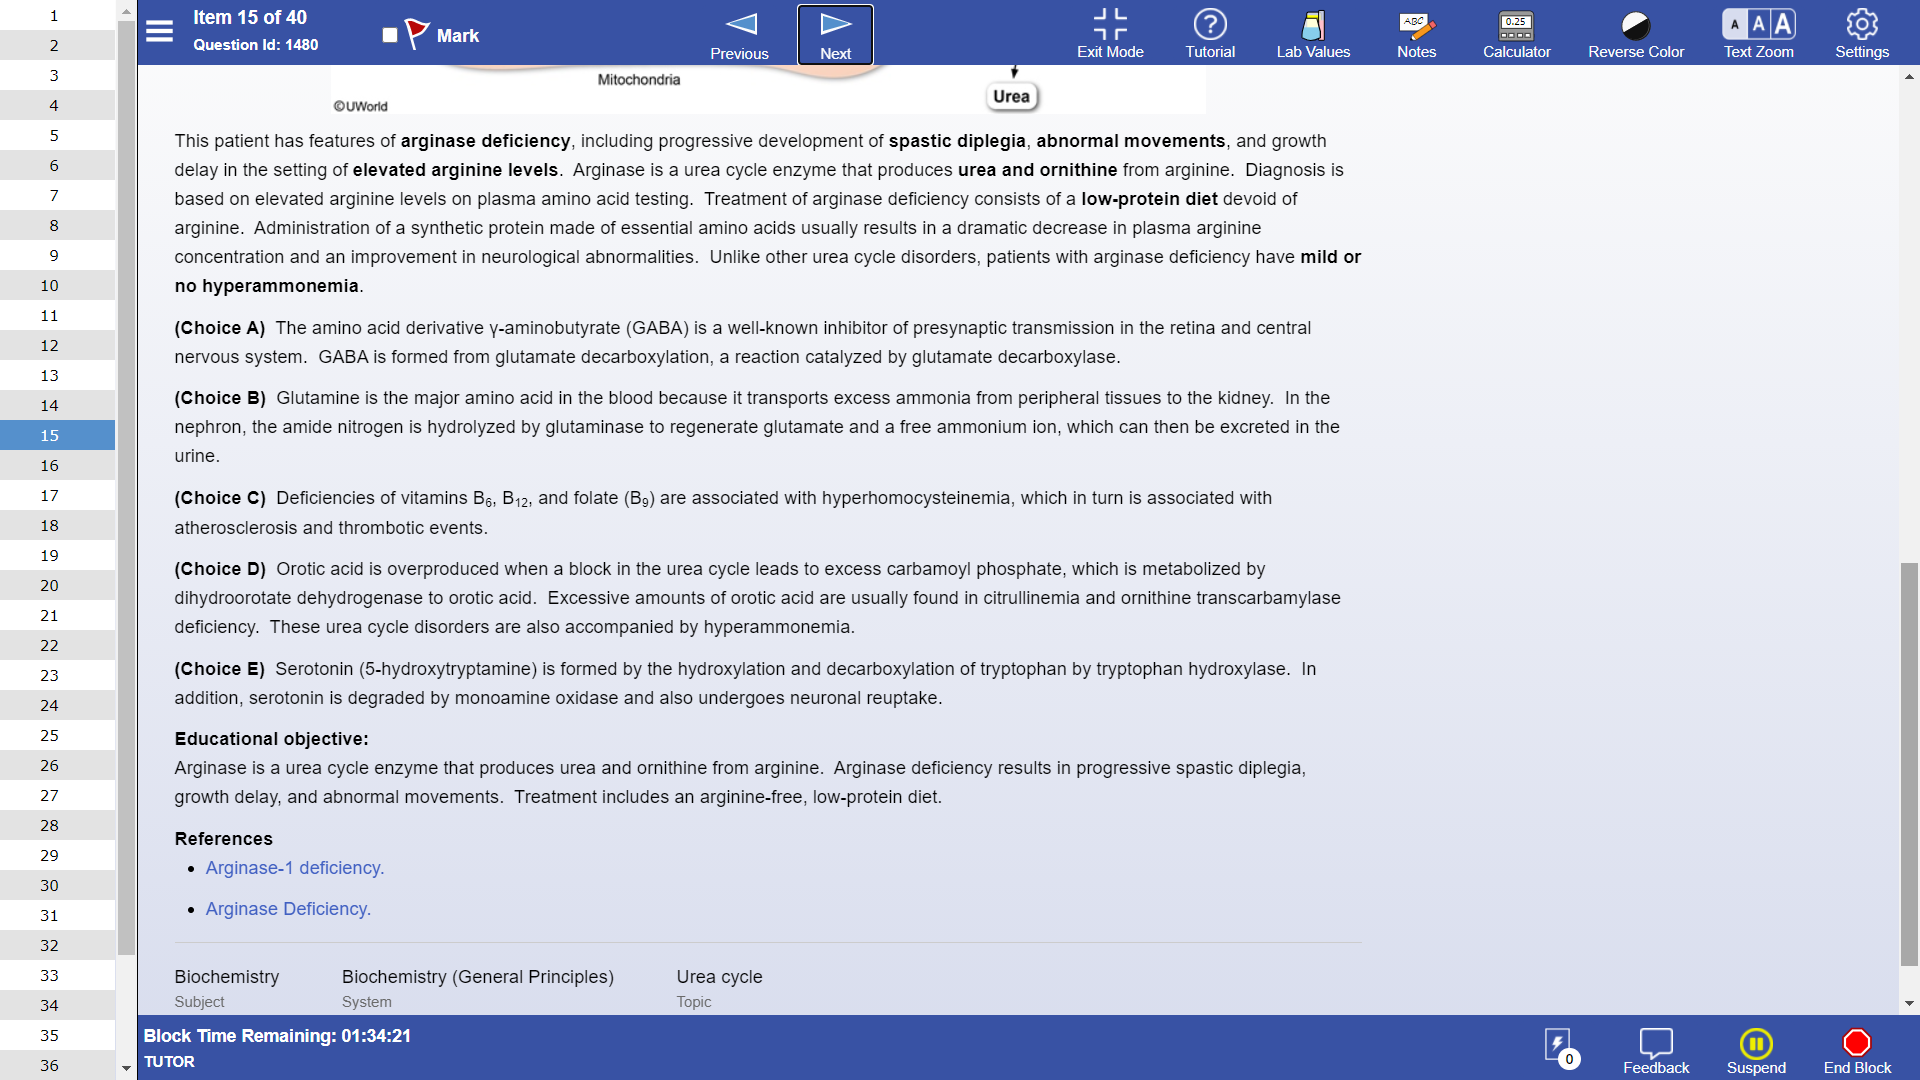 1
2
3
4
5
6
7
8
9
10
11
12
13
14
15
16
17
18
19
20
21
22
23
24
25
26
27
28
29
30
31
32
33
34
35
36
Item 15 of 40
Question Id: 1480
Mark
Previous
Next
Exit Mode
Tutorial
Lab Values
ABC
Notes
0.25
Calculator
Reverse Color
A A A
Text Zoom
Settings
Mitochondria
Urea
©UWorld
This patient has features of arginase deficiency, including progressive development of spastic diplegia, abnormal movements, and growth
delay in the setting of elevated arginine levels. Arginase is a urea cycle enzyme that produces urea and ornithine from arginine. Diagnosis is
based on elevated arginine levels on plasma amino acid testing. Treatment of arginase deficiency consists of a low-protein diet devoid of
arginine. Administration of a synthetic protein made of essential amino acids usually results in a dramatic decrease in plasma arginine
concentration and an improvement in neurological abnormalities. Unlike other urea cycle disorders, patients with arginase deficiency have mild or
no hyperammonemia.
(Choice A) The amino acid derivative γ-aminobutyrate (GABA) is a well-known inhibitor of presynaptic transmission in the retina and central
nervous system. GABA is formed from glutamate decarboxylation, a reaction catalyzed by glutamate decarboxylase.
(Choice B) Glutamine is the major amino acid in the blood because it transports excess ammonia from peripheral tissues to the kidney. In the
nephron, the amide nitrogen is hydrolyzed by glutaminase to regenerate glutamate and a free ammonium ion, which can then be excreted in the
urine.
(Choice C) Deficiencies of vitamins B6, B12, and folate (B9) are associated with hyperhomocysteinemia, which in turn is associated with
atherosclerosis and thrombotic events.
(Choice D) Orotic acid is overproduced when a block in the urea cycle leads to excess carbamoyl phosphate, which is metabolized by
dihydroorotate dehydrogenase to orotic acid. Excessive amounts of orotic acid are usually found in citrullinemia and ornithine transcarbamylase
deficiency. These urea cycle disorders are also accompanied by hyperammonemia.
(Choice E) Serotonin (5-hydroxytryptamine) is formed by the hydroxylation and decarboxylation of tryptophan by tryptophan hydroxylase. In
addition, serotonin is degraded by monoamine oxidase and also undergoes neuronal reuptake.
Educational objective:
Arginase is a urea cycle enzyme that produces urea and ornithine from arginine. Arginase deficiency results in progressive spastic diplegia,
growth delay, and abnormal movements. Treatment includes an arginine-free, low-protein diet.
References
Arginase-1 deficiency.
Arginase Deficiency.
Biochemistry
Subject
Biochemistry (General Principles)
System
Urea cycle
Topic
Block Time Remaining: 01:34:21
TUTOR
0
Feedback
Suspend
End Block